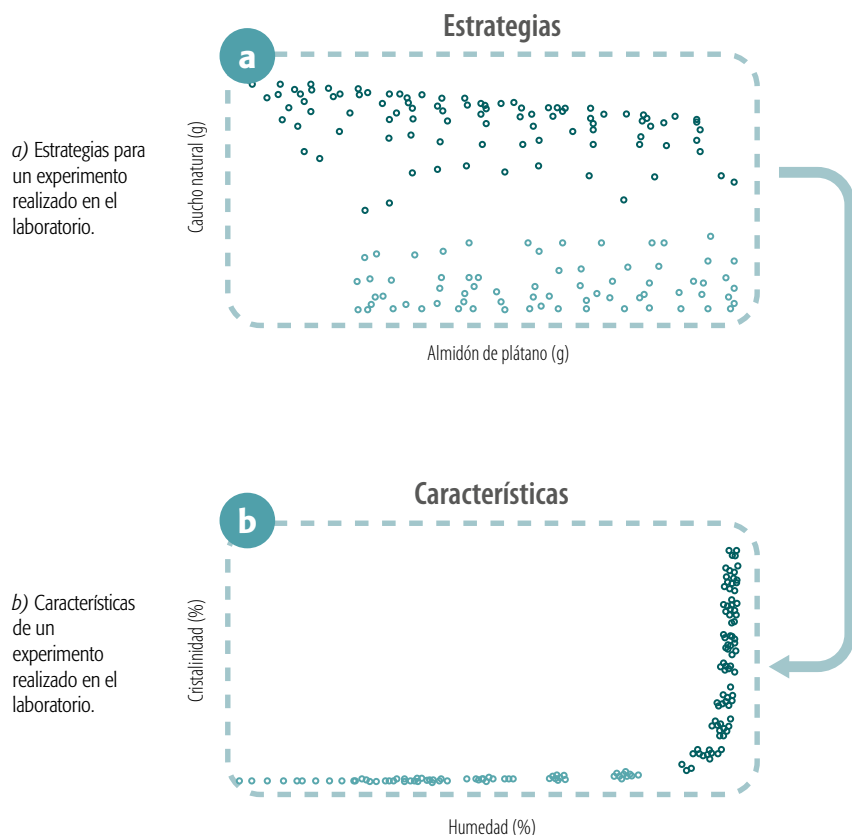 Estrategias
a
a) Estrategias para
un experimento
realizado en el
laboratorio.
Caucho natural (g)
Almidón de plátano (g)
Características
b
b) Características
de un
experimento
realizado en el
laboratorio.
Cristalinidad (%)
Humedad (%)